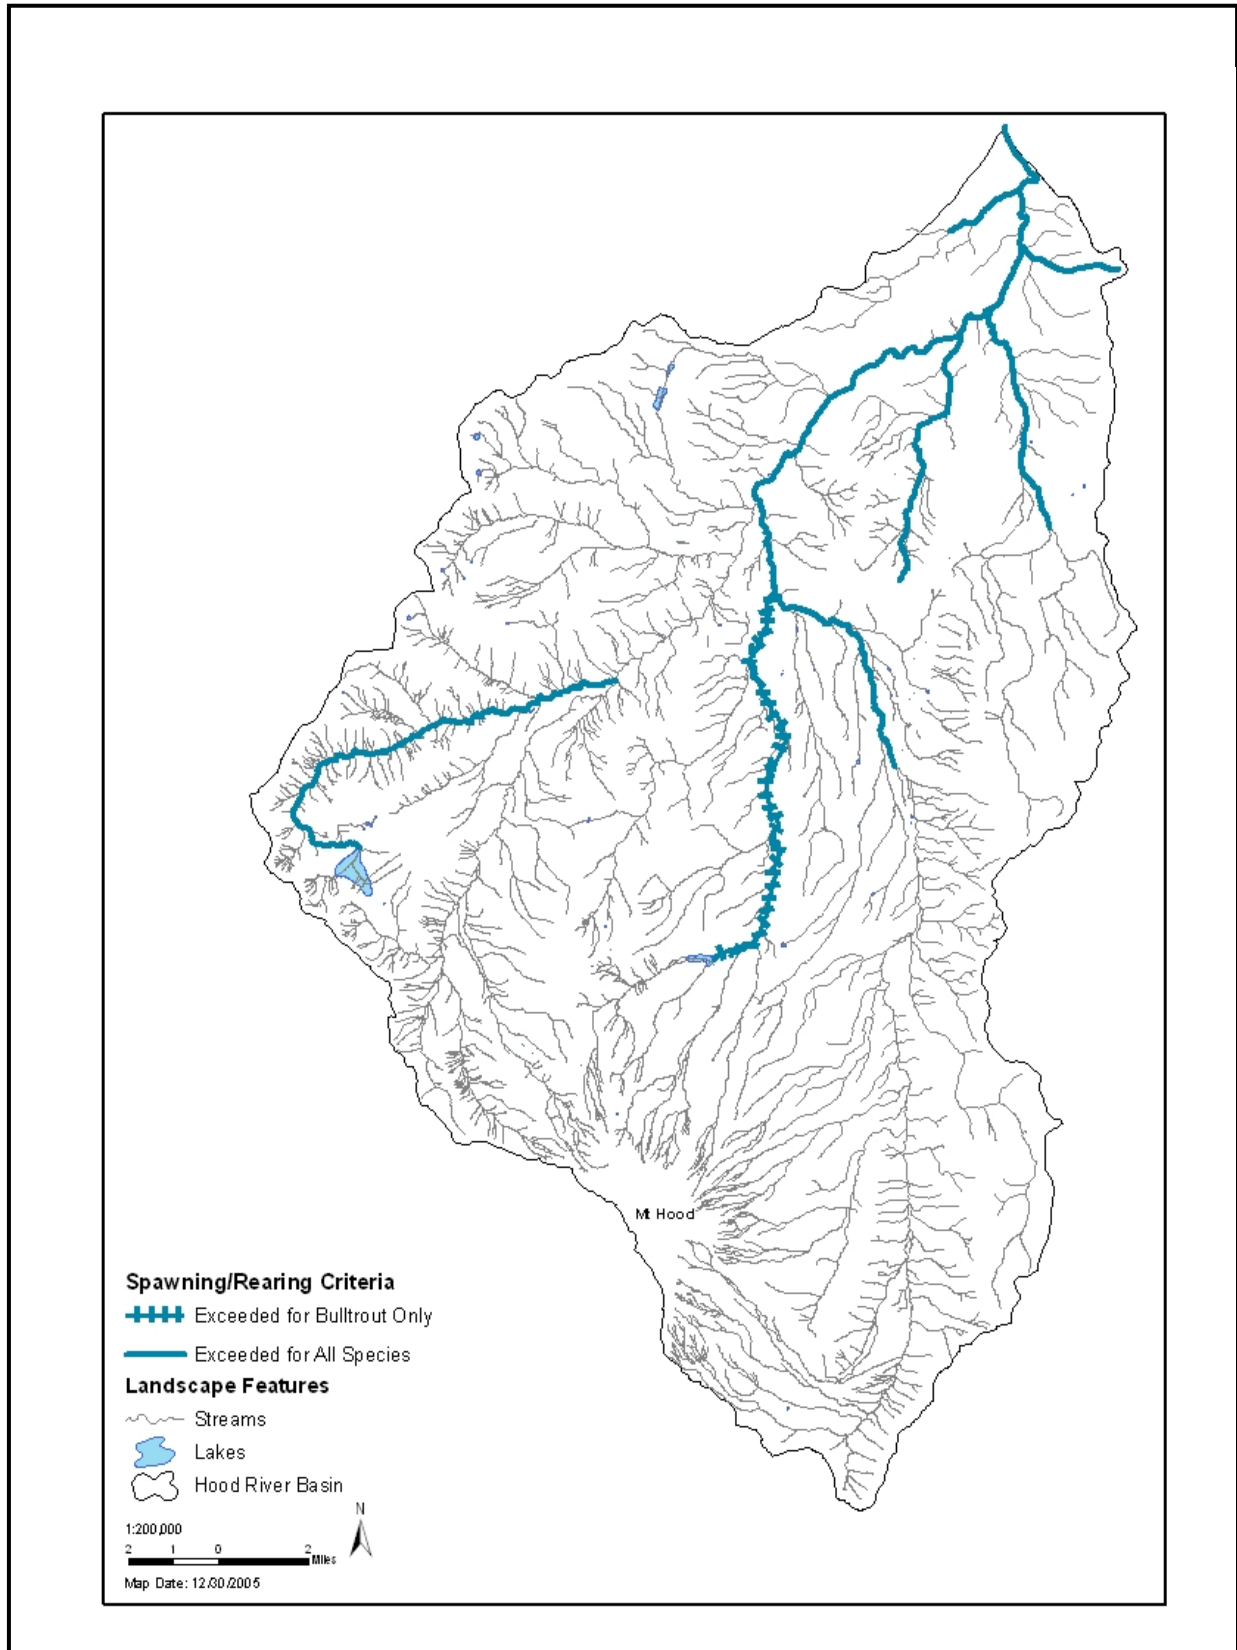 Mt Hood
Spawning/Rearing Criteria
Exceeded for Bulltrout Only
Exceeded for All Species
Landscape Features
Streams
Lakes
Hood River Basin
N
1:200,000
2 1 0 2
Miles
Map Date: 12/30/2005